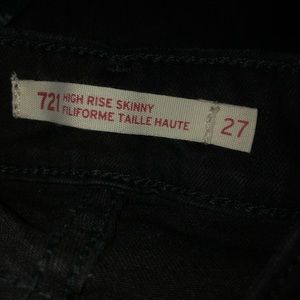 721 HIGH RISE SKINNY
FILIFORME TAILLE HAUTE
27